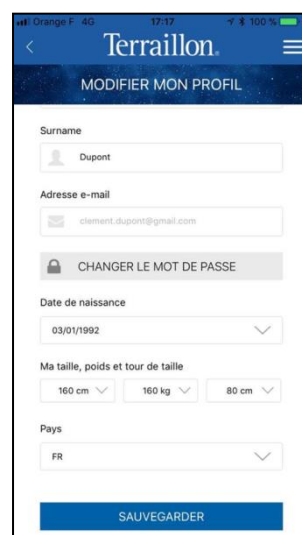 Orange F 4G 17:17 100 %
Terraillon.
MODIFIER MON PROFIL
Surname
Dupont
Adresse e-mail
clement.dupont@gmail.com
CHANGER LE MOT DE PASSE
Date de naissance
03/01/1992
Ma taille, poids et tour de taille
160 cm 160 kg 80 cm
Pays
FR
SAUVEGARDER